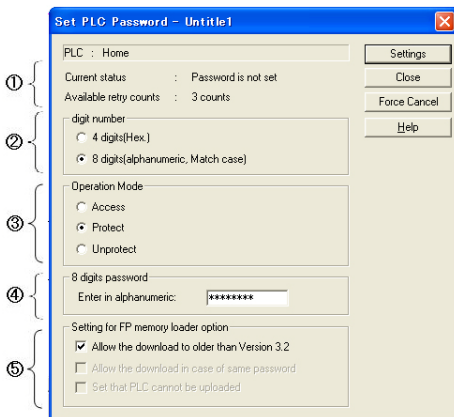 Set PLC Password - Untitle1
PLC : Home
Settings
① Current status : Password is not set
Close
Available retry counts : 3 counts
Force Cancel
digit number
Help
② 4 digits(Hex.)
8 digits(alphanumeric, Match case)
Operation Mode
Access
③ Protect
Unprotect
8 digits password
④ Enter in alphanumeric: ********
Setting for FP memory loader option
Allow the download to older than Version 3.2
⑤ Allow the download in case of same password
Set that PLC cannot be uploaded